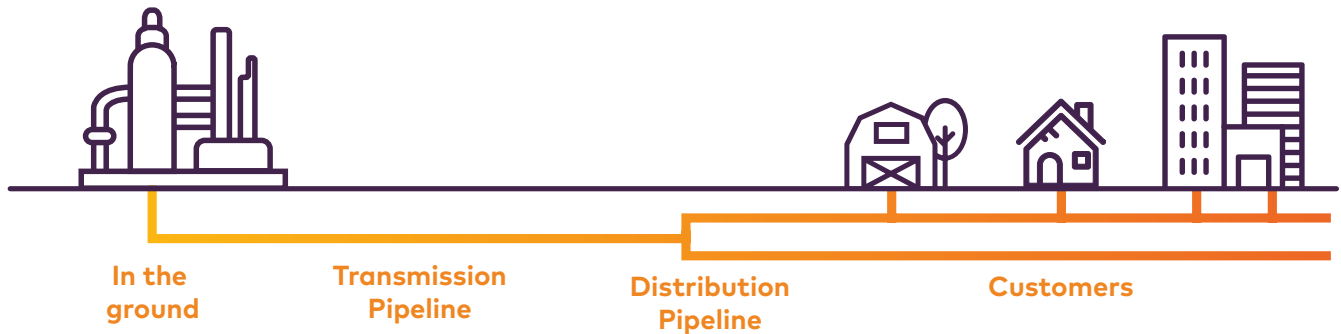 In the
ground
Transmission
Pipeline
Distribution
Pipeline
Customers